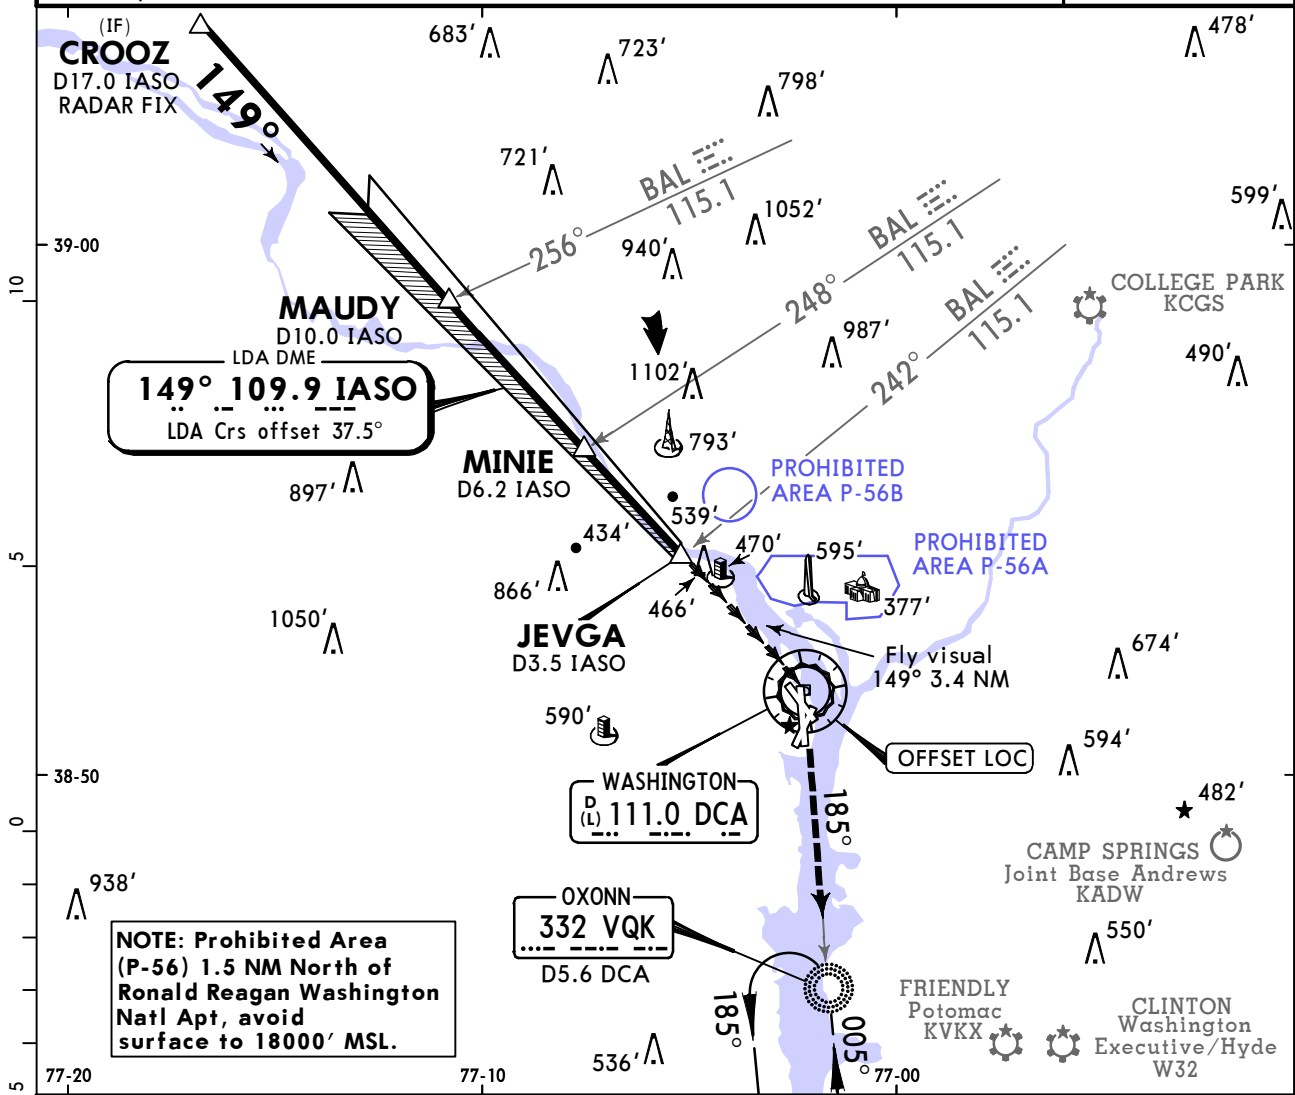 (IF)
CROOZ
D17.0 IASO
RADAR FIX
149°
683′
723′
798′
478′
721′
BAL
115.1
256°
1052′
940′
BAL
115.1
248°
599′
39-00
10
MAUDY
D10.0 IASO
BAL
115.1
242°
COLLEGE PARK
KCGS
987′
1102′
490′
LDA DME
149° 109.9 IASO
LDA Crs offset 37.5°
793′
MINIE
D6.2 IASO
897′
PROHIBITED
AREA P-56B
539′
434′
470′
595′
PROHIBITED
AREA P-56A
5
866′
466′
377′
1050′
JEVGA
D3.5 IASO
Fly visual
149° 3.4 NM
674′
590′
594′
OFFSET LOC
38-50
WASHINGTON
D
(L) 111.0 DCA
185°
482′
0
CAMP SPRINGS
Joint Base Andrews
KADW
938′
OXONN
332 VQK
D5.6 DCA
550′
NOTE: Prohibited Area
(P-56) 1.5 NM North of
Ronald Reagan Washington
Natl Apt, avoid
surface to 18000′ MSL.
185°
005°
FRIENDLY
Potomac
KVKX
CLINTON
Washington
Executive/Hyde
W32
536′
5
77-20
77-10
77-00